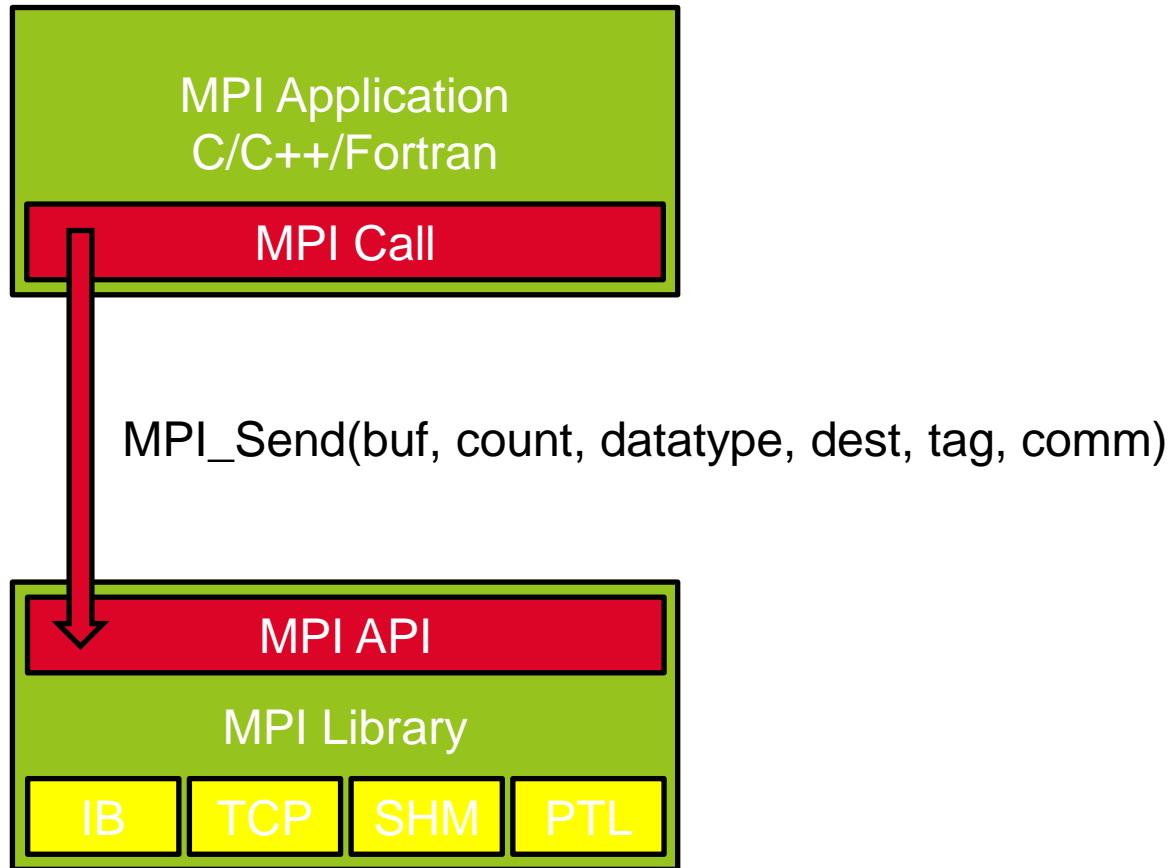 MPI Application
C/C++/Fortran
MPI Call
MPI_Send(buf, count, datatype, dest, tag, comm)
MPI API
MPI Library
IB TCP SHM PTL